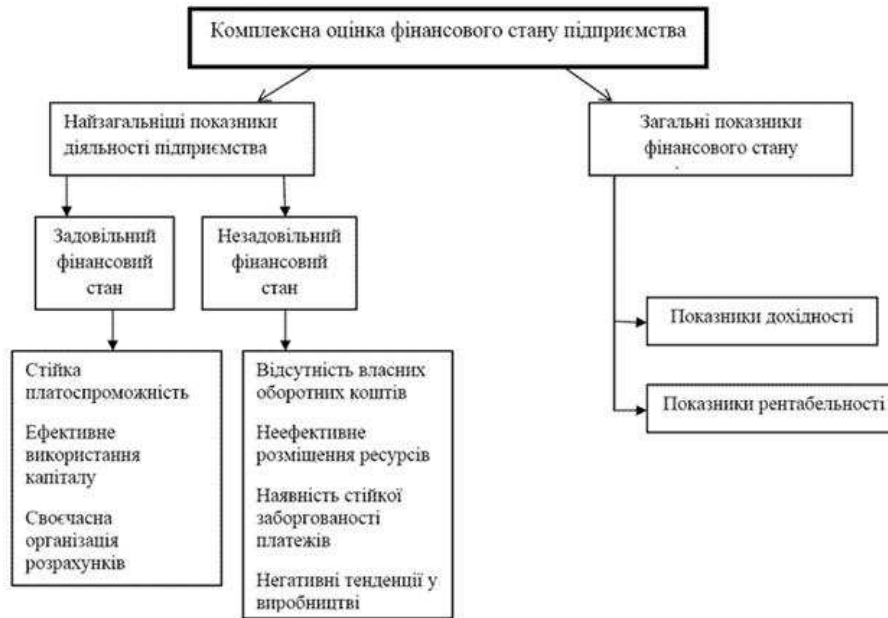 Комплексна оцінка фінансового стану підприємства
Найзагальніші показники
діяльності підприємства
Загальні показники
фінансового стану
Задовільний
фінансовий
стан
Незадовільний
фінансовий
стан
Показники дохідності
Показники рентабельності
Стійка
платоспроможність
Ефективне
використання
капіталу
Своєчасна
організація
розрахунків
Відсутність власних
оборотних коштів
Неефективне
розміщення ресурсів
Наявність стійкої
заборгованості
платежів
Негативні тенденції у
виробництві